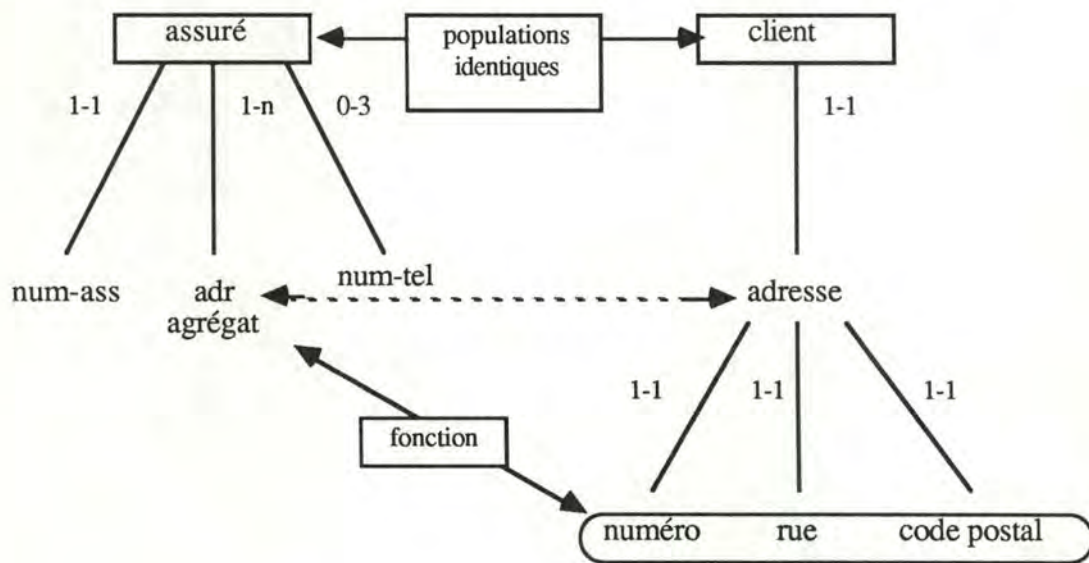 assuré
populations
identiques
client
1-1
1-n
0-3
1-1
num-ass
adr
agrégat
num-tel
adresse
1-1
1-1
1-1
fonction
numéro
rue
code postal